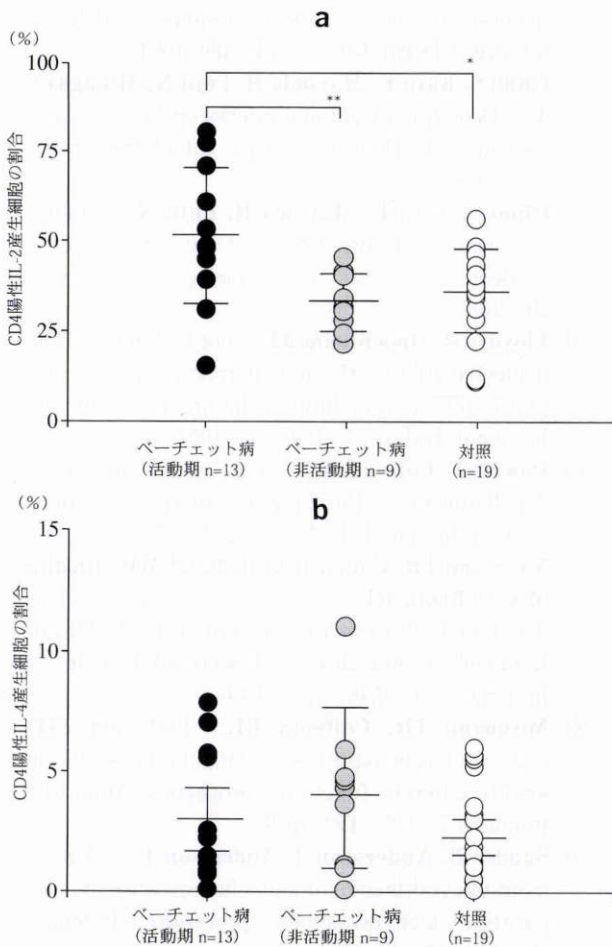 a
(%)
*
**
100
75
50
25
0
CD4陽性IL-2産生細胞の割合
ベーチェット病 ベーチェット病 対照
(活動期 n=13) (非活動期 n=9) (n=19)
b
(%)
15
10
5
0
CD4陽性IL-4産生細胞の割合
ベーチェット病 ベーチェット病 対照
(活動期 n=13) (非活動期 n=9) (n=19)